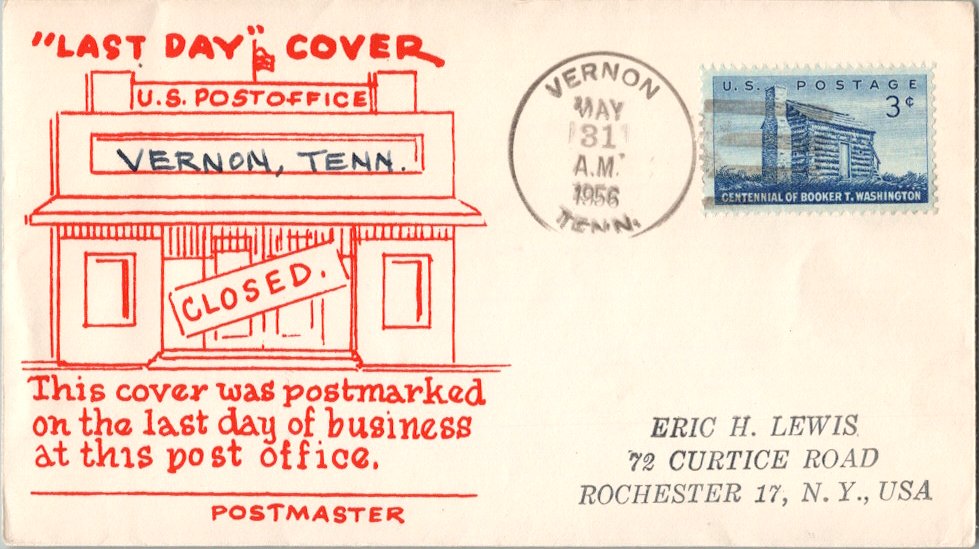 "LAST DAY" COVER
U.S. POSTOFFICE
VERNON, TENN.
CLOSED.
This cover was postmarked
on the last day of business
at this post office.
POSTMASTER
VERNON
MAY
31
A.M.
1956
TENN.
U.S. POSTAGE
3¢
CENTENNIAL OF BOOKER T. WASHINGTON
ERIC H. LEWIS
72 CURTICE ROAD
ROCHESTER 17, N. Y., USA